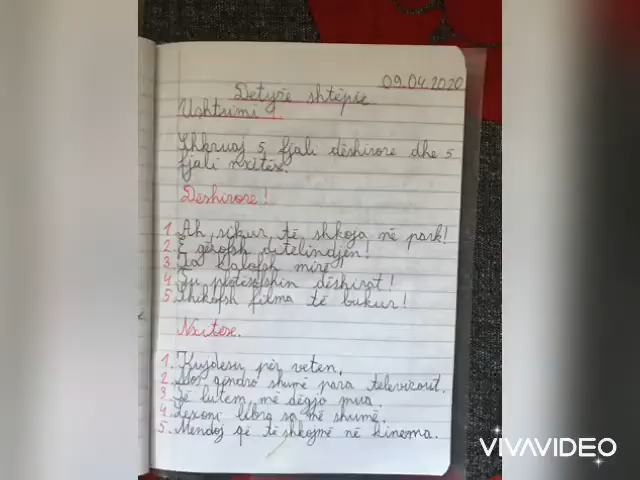 09.04.2020
Detyrë shtëpie
Ushtrimi 1.
Shkruaj 5 fjali dëshirore dhe 5
fjali nxitëse.
Dëshirore!
1. Ah, sikur të shkoja në park!
2. E gëzofsh ditelindjen!
3. Ja kalofsh mirë
4. Tu plotësofshin dëshirat!
5. Shikofsh filma të bukur!
Nxitëse.
1. Kujdesu për veten,
2. Mos qëndro shumë para televizorit.
3. Të lutem, më dëgjo mua.
4. Lexoni libra sa më shumë.
5. Mendoj që të shkojmë në kinema.
VIVAVIDEO